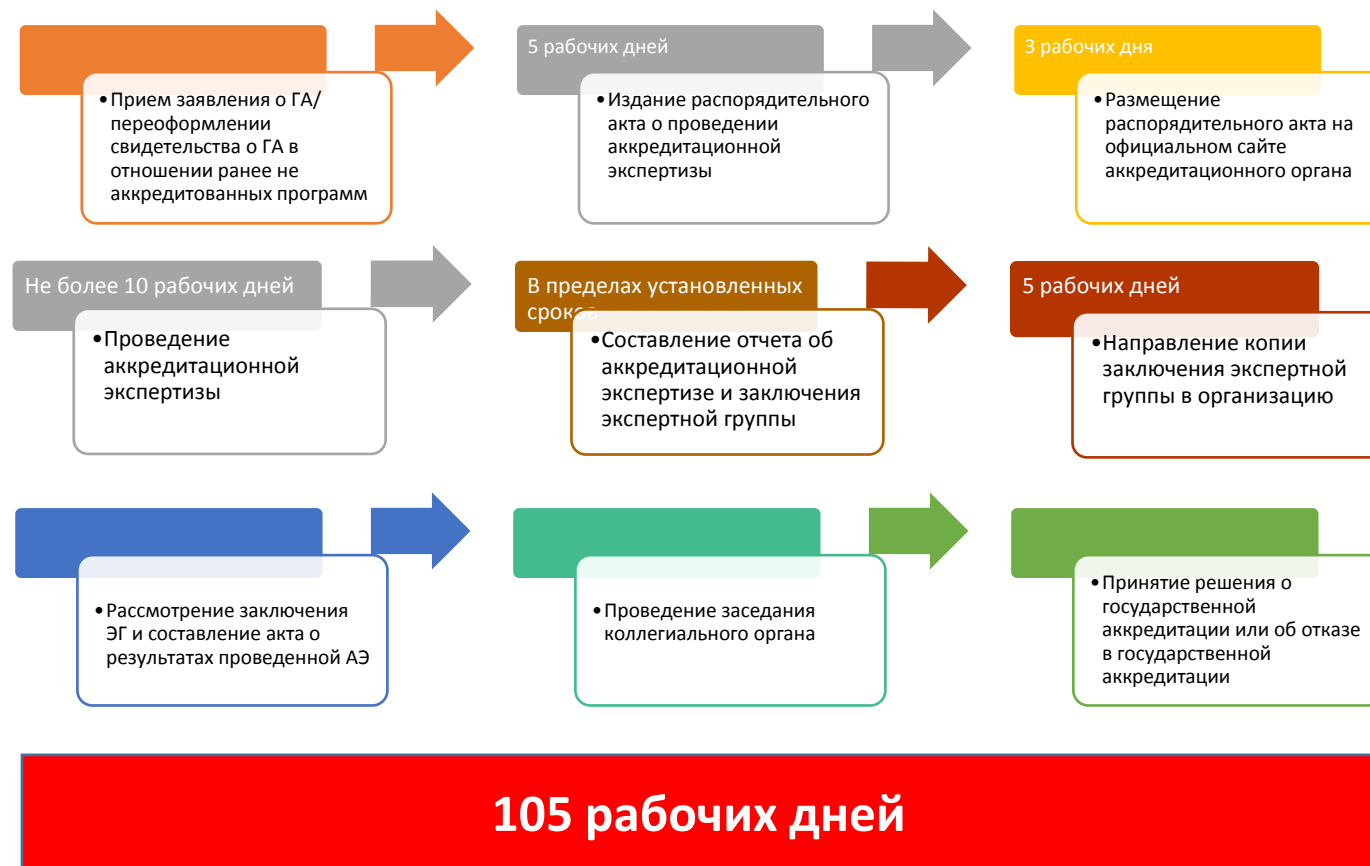 • Прием заявления о ГА/
переоформлении
свидетельства о ГА в
отношении ранее не
аккредитованных программ
5 рабочих дней
• Издание распорядительного
акта о проведении
аккредитационной
экспертизы
3 рабочих дня
• Размещение
распорядительного акта на
официальном сайте
аккредитационного органа
Не более 10 рабочих дней
• Проведение
аккредитационной
экспертизы
В пределах установленных
сроков
• Составление отчета об
аккредитационной
экспертизе и заключения
экспертной группы
5 рабочих дней
• Направление копии
заключения экспертной
группы в организацию
• Рассмотрение заключения
ЭГ и составление акта о
результатах проведенной АЭ
• Проведение заседания
коллегиального органа
• Принятие решения о
государственной
аккредитации или об отказе
в государственной
аккредитации
105 рабочих дней